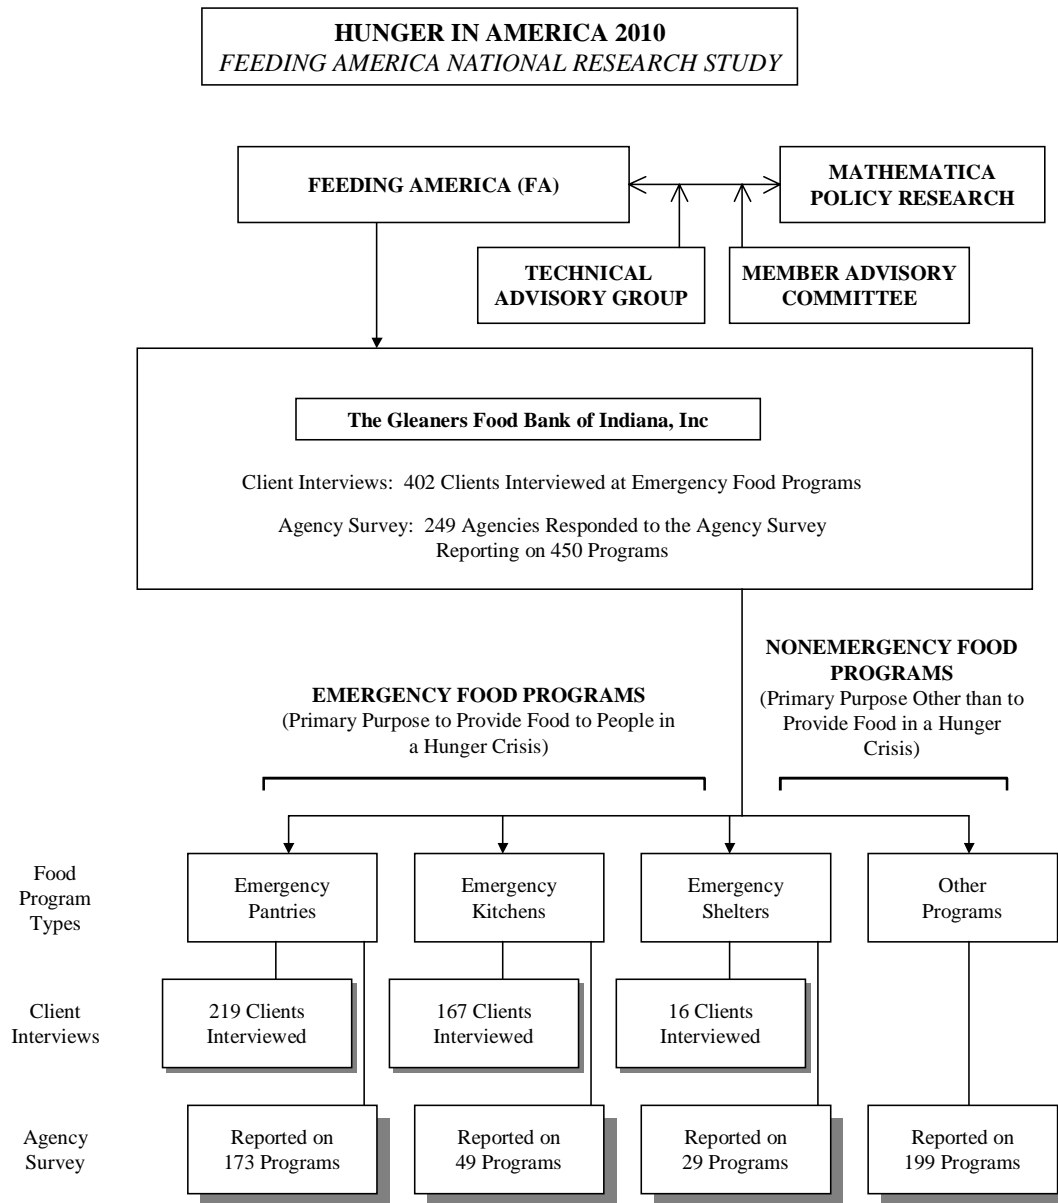 HUNGER IN AMERICA 2010
FEEDING AMERICA NATIONAL RESEARCH STUDY
FEEDING AMERICA (FA)
MATHEMATICA
POLICY RESEARCH
TECHNICAL
ADVISORY GROUP
MEMBER ADVISORY
COMMITTEE
The Gleaners Food Bank of Indiana, Inc
Client Interviews: 402 Clients Interviewed at Emergency Food Programs
Agency Survey: 249 Agencies Responded to the Agency Survey
Reporting on 450 Programs
EMERGENCY FOOD PROGRAMS
(Primary Purpose to Provide Food to People in
a Hunger Crisis)
NONEMERGENCY FOOD
PROGRAMS
(Primary Purpose Other than to
Provide Food in a Hunger
Crisis)
Food
Program
Types
Emergency
Pantries
Emergency
Kitchens
Emergency
Shelters
Other
Programs
Client
Interviews
219 Clients
Interviewed
167 Clients
Interviewed
16 Clients
Interviewed
Agency
Survey
Reported on
173 Programs
Reported on
49 Programs
Reported on
29 Programs
Reported on
199 Programs